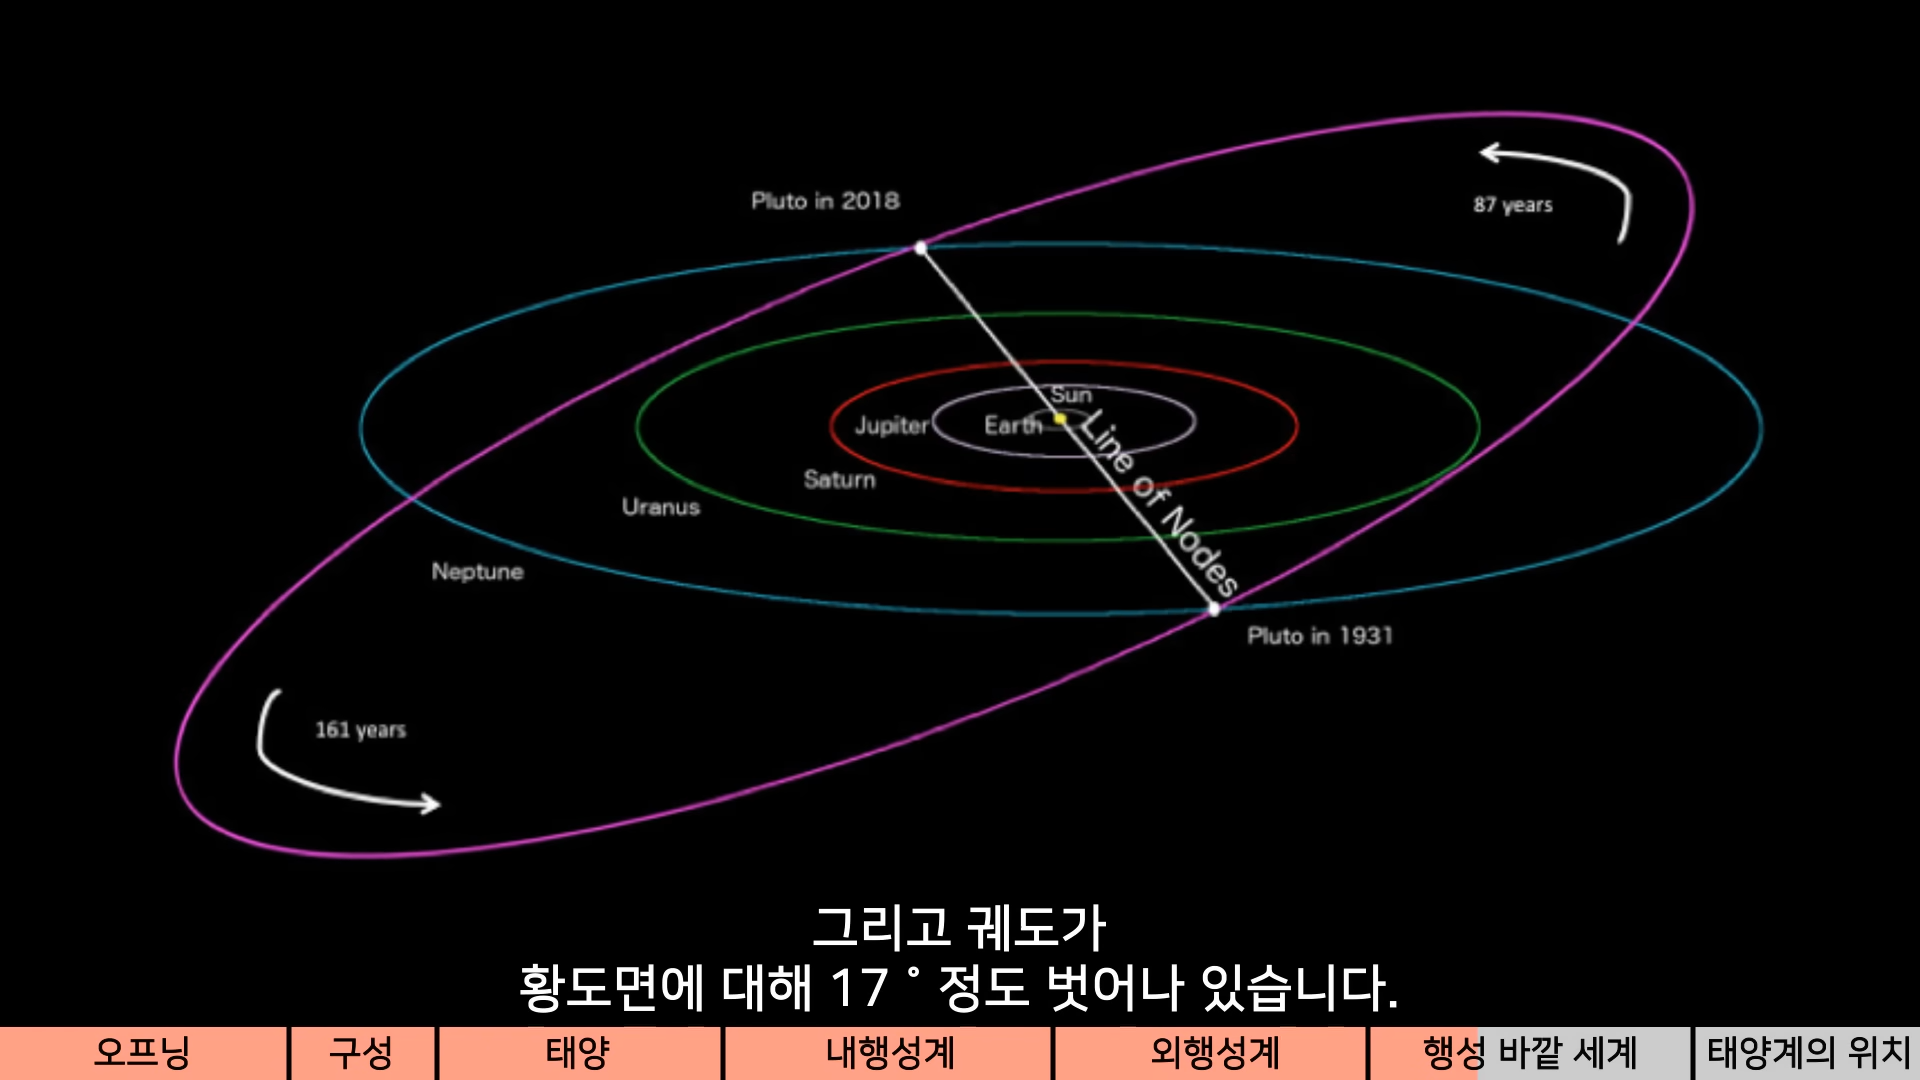 Pluto in 2018
87 years
Sun
Jupiter
Earth
Line of Nodes
Saturn
Uranus
Neptune
Pluto in 1931
161 years
그리고 궤도가
황도면에 대해 17 ˚ 정도 벗어나 있습니다.
오프닝
구성
태양
내행성계
외행성계
행성 바깥 세계
태양계의 위치